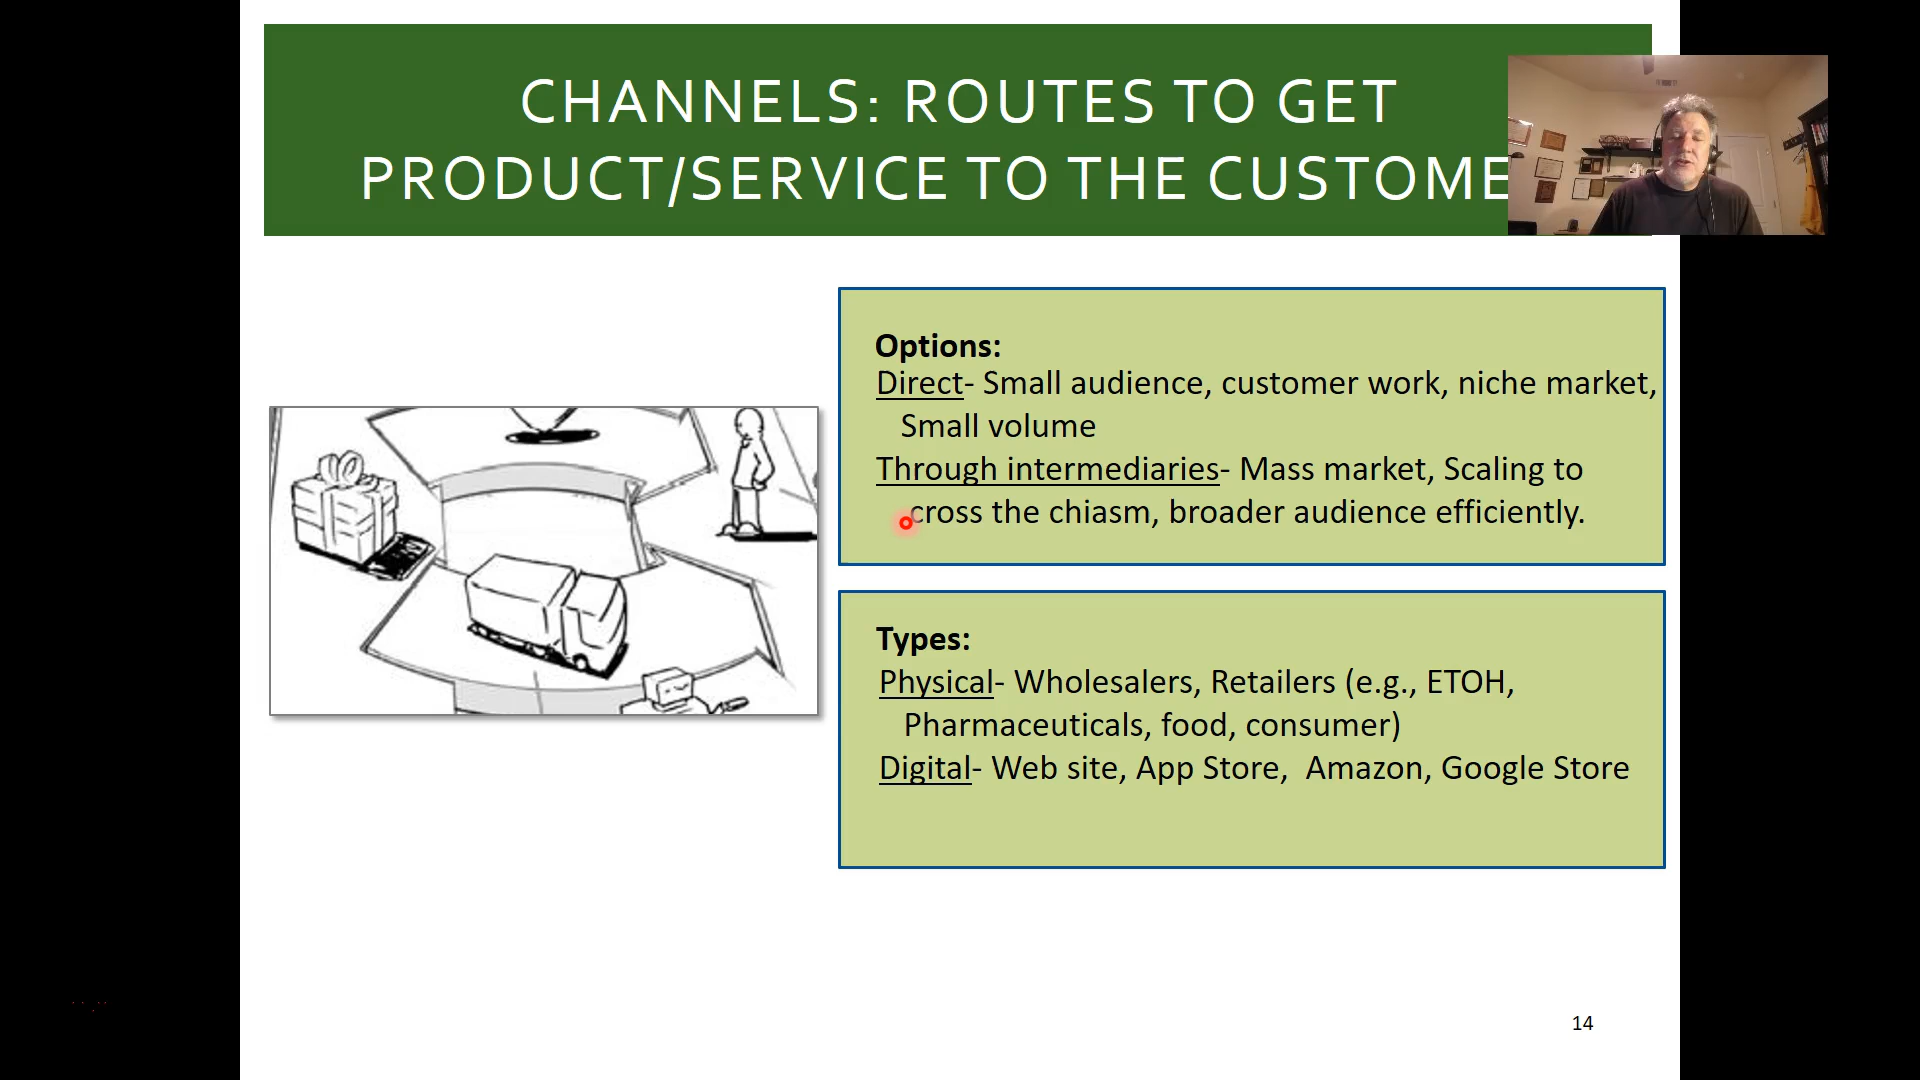 CHANNELS: ROUTES TO GET
PRODUCT/SERVICE TO THE CUSTOME
Options:
Direct- Small audience, customer work, niche market,
Small volume
Through intermediaries- Mass market, Scaling to
cross the chiasm, broader audience efficiently.
Types:
Physical- Wholesalers, Retailers (e.g., ETOH,
Pharmaceuticals, food, consumer)
Digital- Web site, App Store,  Amazon, Google Store
14